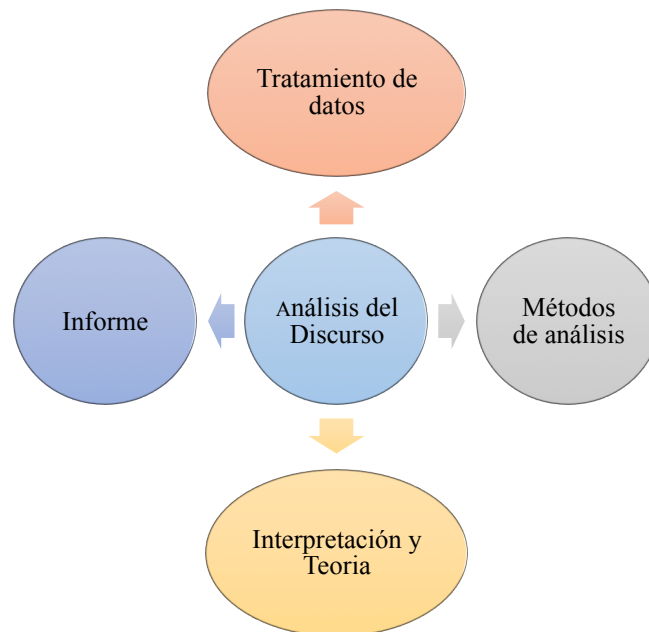 Tratamiento de
datos
Informe
Análisis del
Discurso
Métodos
de análisis
Interpretación y
Teoria